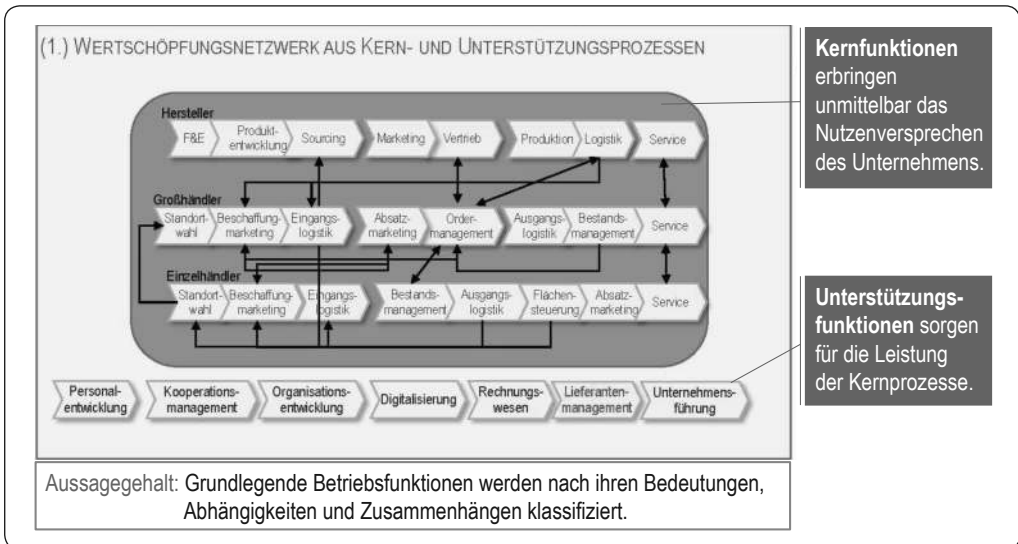 (1.) WERTSCHÖPFUNGSNETZWERK AUS KERN- UND UNTERSTÜTZUNGSPROZESSEN
Hersteller
F&E
Produkt-
entwicklung
Sourcing
Marketing
Vertrieb
Produktion
Logistik
Service
Großhändler
Standort-
wahl
Beschaffung-
marketing
Eingangs-
logistik
Absatz-
marketing
Order-
management
Ausgangs-
logistik
Bestands-
management
Service
Einzelhändler
Standort-
wahl
Beschaffung-
marketing
Eingangs-
logistik
Bestands-
management
Ausgangs-
logistik
Flächen-
steuerung
Absatz-
marketing
Service
Personal-
entwicklung
Kooperations-
management
Organisations-
entwicklung
Digitalisierung
Rechnungs-
wesen
Lieferanten-
management
Unternehmens-
führung
Kernfunktionen
erbringen
unmittelbar das
Nutzenversprechen
des Unternehmens.
Unterstützungs-
funktionen sorgen
für die Leistung
der Kernprozesse.
Aussagegehalt: Grundlegende Betriebsfunktionen werden nach ihren Bedeutungen,
Abhängigkeiten und Zusammenhängen klassifiziert.